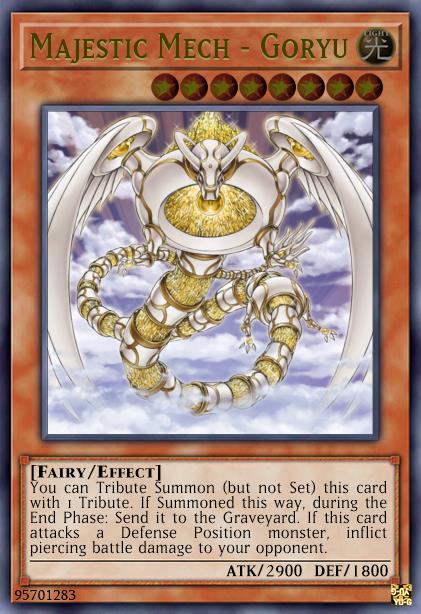 MAJESTIC MECH - GORYU
LIGHT
光
[FAIRY/EFFECT]
You can Tribute Summon (but not Set) this card
with 1 Tribute. If Summoned this way, during the
End Phase: Send it to the Graveyard. If this card
attacks a Defense Position monster, inflict
piercing battle damage to your opponent.
ATK/2900 DEF/1800
95701283